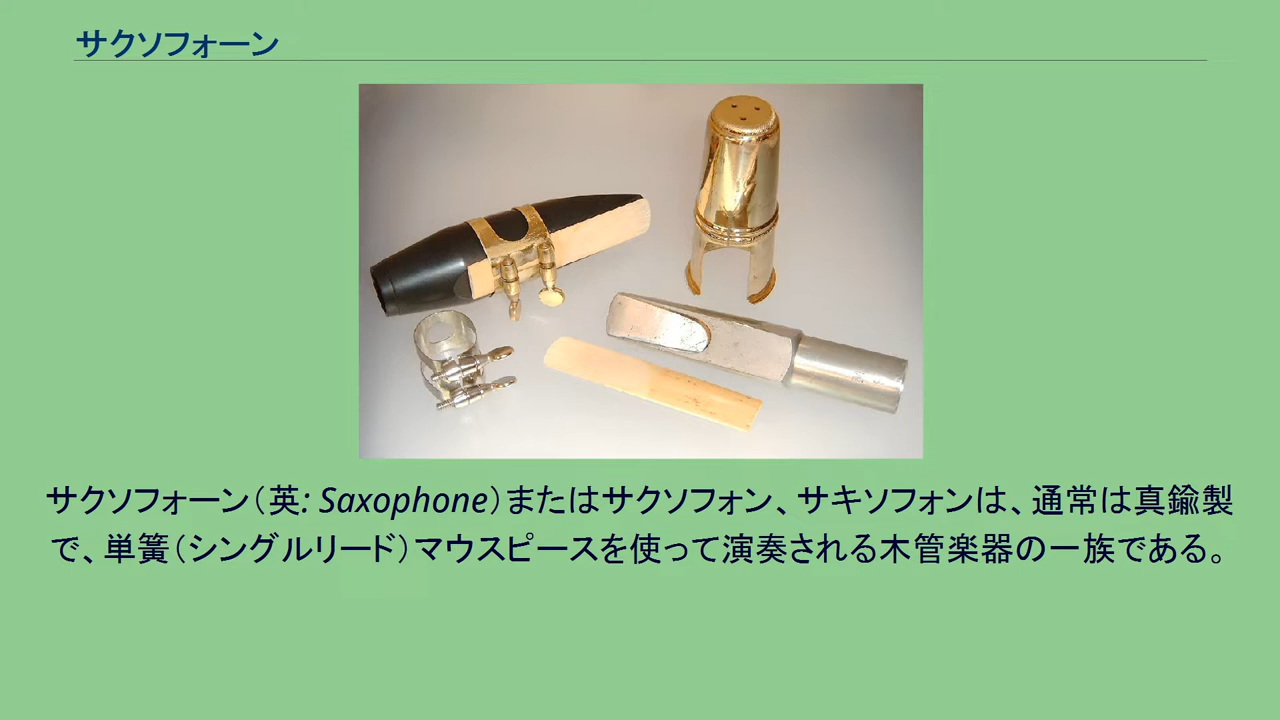 サクソフォーン
サクソフォーン（英: Saxophone）またはサクソフォン、サキソフォンは、通常は真鍮製
で、単簧（シングルリード）マウスピースを使って演奏される木管楽器の一族である。